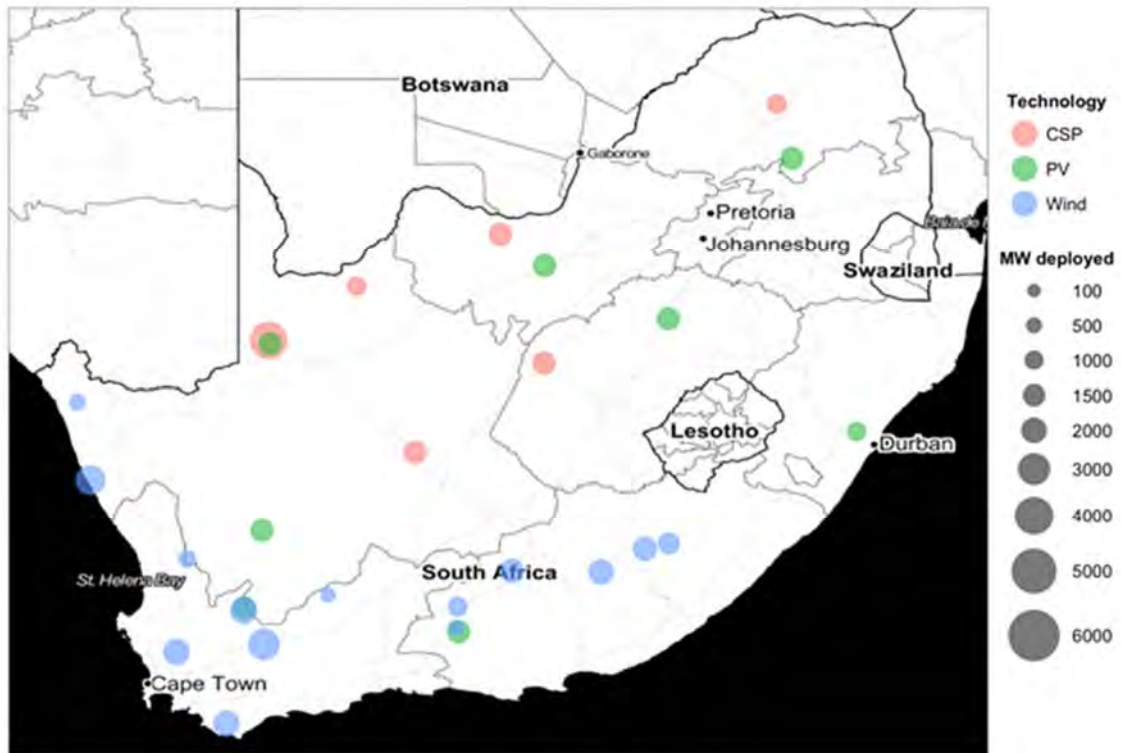 Botswana
Gaborone
Pretoria
Johannesburg
Swaziland
Lesotho
Durban
South Africa
St. Helena Bay
Cape Town
Technology
CSP
PV
Wind
MW deployed
100
500
1000
1500
2000
3000
4000
5000
6000